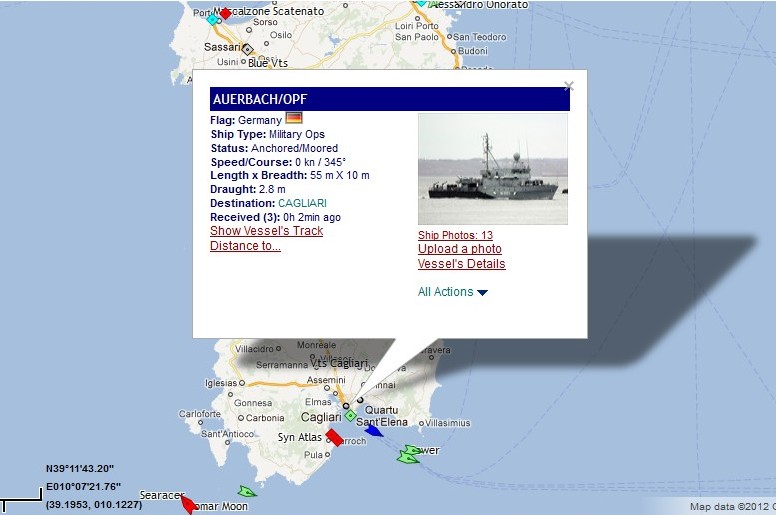 Alessandro Onorato
Mascalzone Scatenato
Sorso
Loiri Porto
San Paolo
San Teodoro
Osilo
Sassari
Budoni
Usini
Blue Vts
AUERBACH/OPF
Flag: Germany
Ship Type: Military Ops
Status: Anchored/Moored
Speed/Course: 0 kn / 345°
Length x Breadth: 55 m X 10 m
Draught: 2.8 m
Destination: CAGLIARI
Received (3): 0h 2min ago
Show Vessel's Track
Distance to...
Ship Photos: 13
Upload a photo
Vessel's Details
All Actions
Villacidro
Monreale
Serramanna
Vts Cagliari
Iglesias
Assemini
Gonnesa
Elmas
Carloforte
Carbonia
Cagliari
Quartu
Sant'Elena
Villasimius
Sant'Antioco
Syn Atlas
Pula
N39°11'43.20"
E010°07'21.76"
(39.1953, 010.1227)
Searacer
Map data ©2012